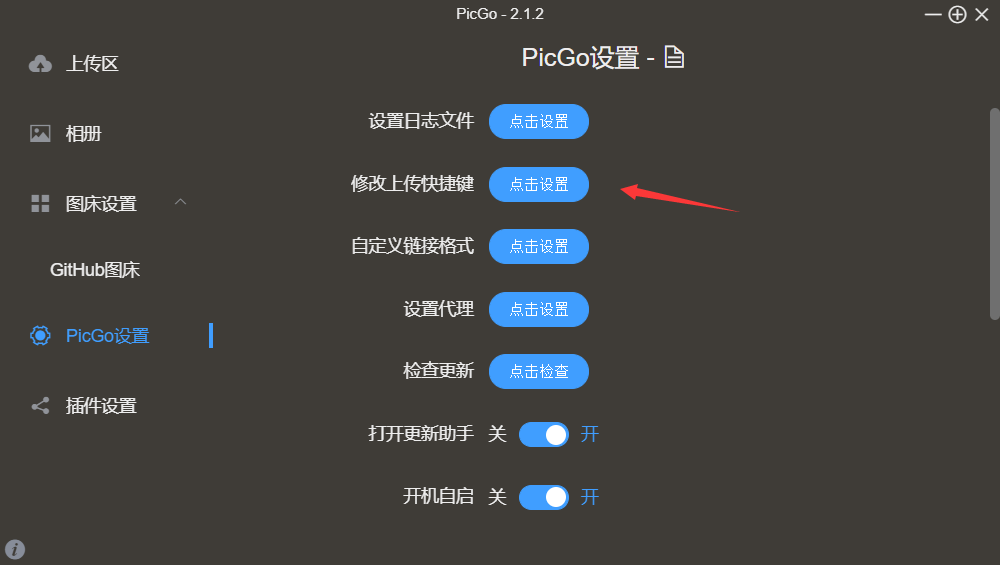 PicGo - 2.1.2
上传区
相册
图床设置
GitHub图床
PicGo设置
插件设置
PicGo设置 -
设置日志文件 点击设置
修改上传快捷键 点击设置
自定义链接格式 点击设置
设置代理 点击设置
检查更新 点击检查
打开更新助手 关 开
开机自启 关 开